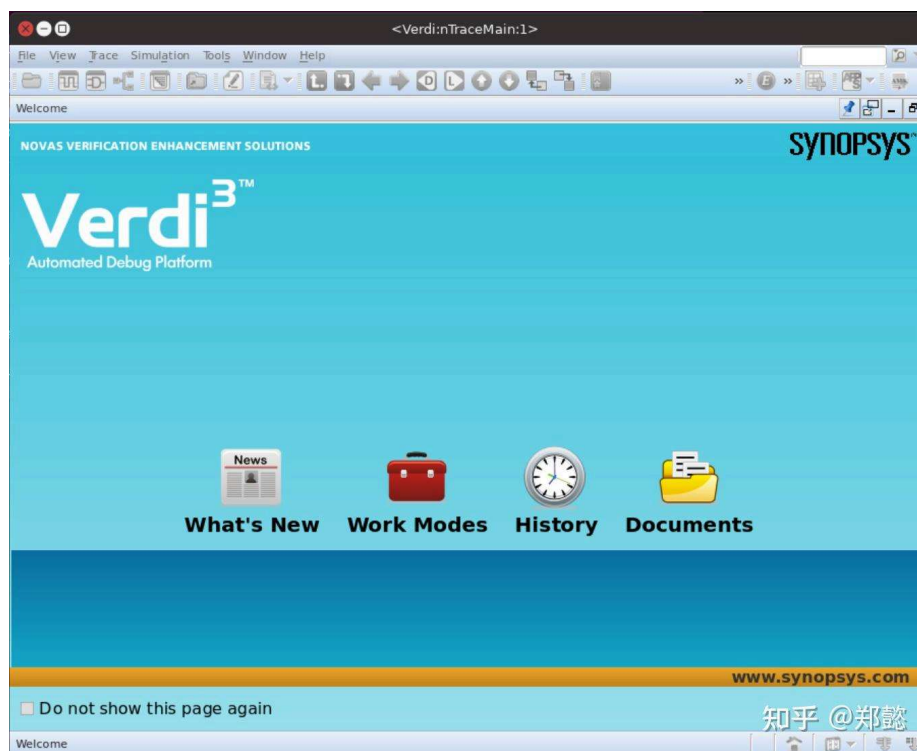 <Verdi:nTraceMain:1>
File View Trace Simulation Tools Window Help
Welcome
NOVAS VERIFICATION ENHANCEMENT SOLUTIONS
SYNOPSYS
Verdi3™
Automated Debug Platform
News
What's New Work Modes History Documents
www.synopsys.com
Do not show this page again
知乎 @郑懿
Welcome